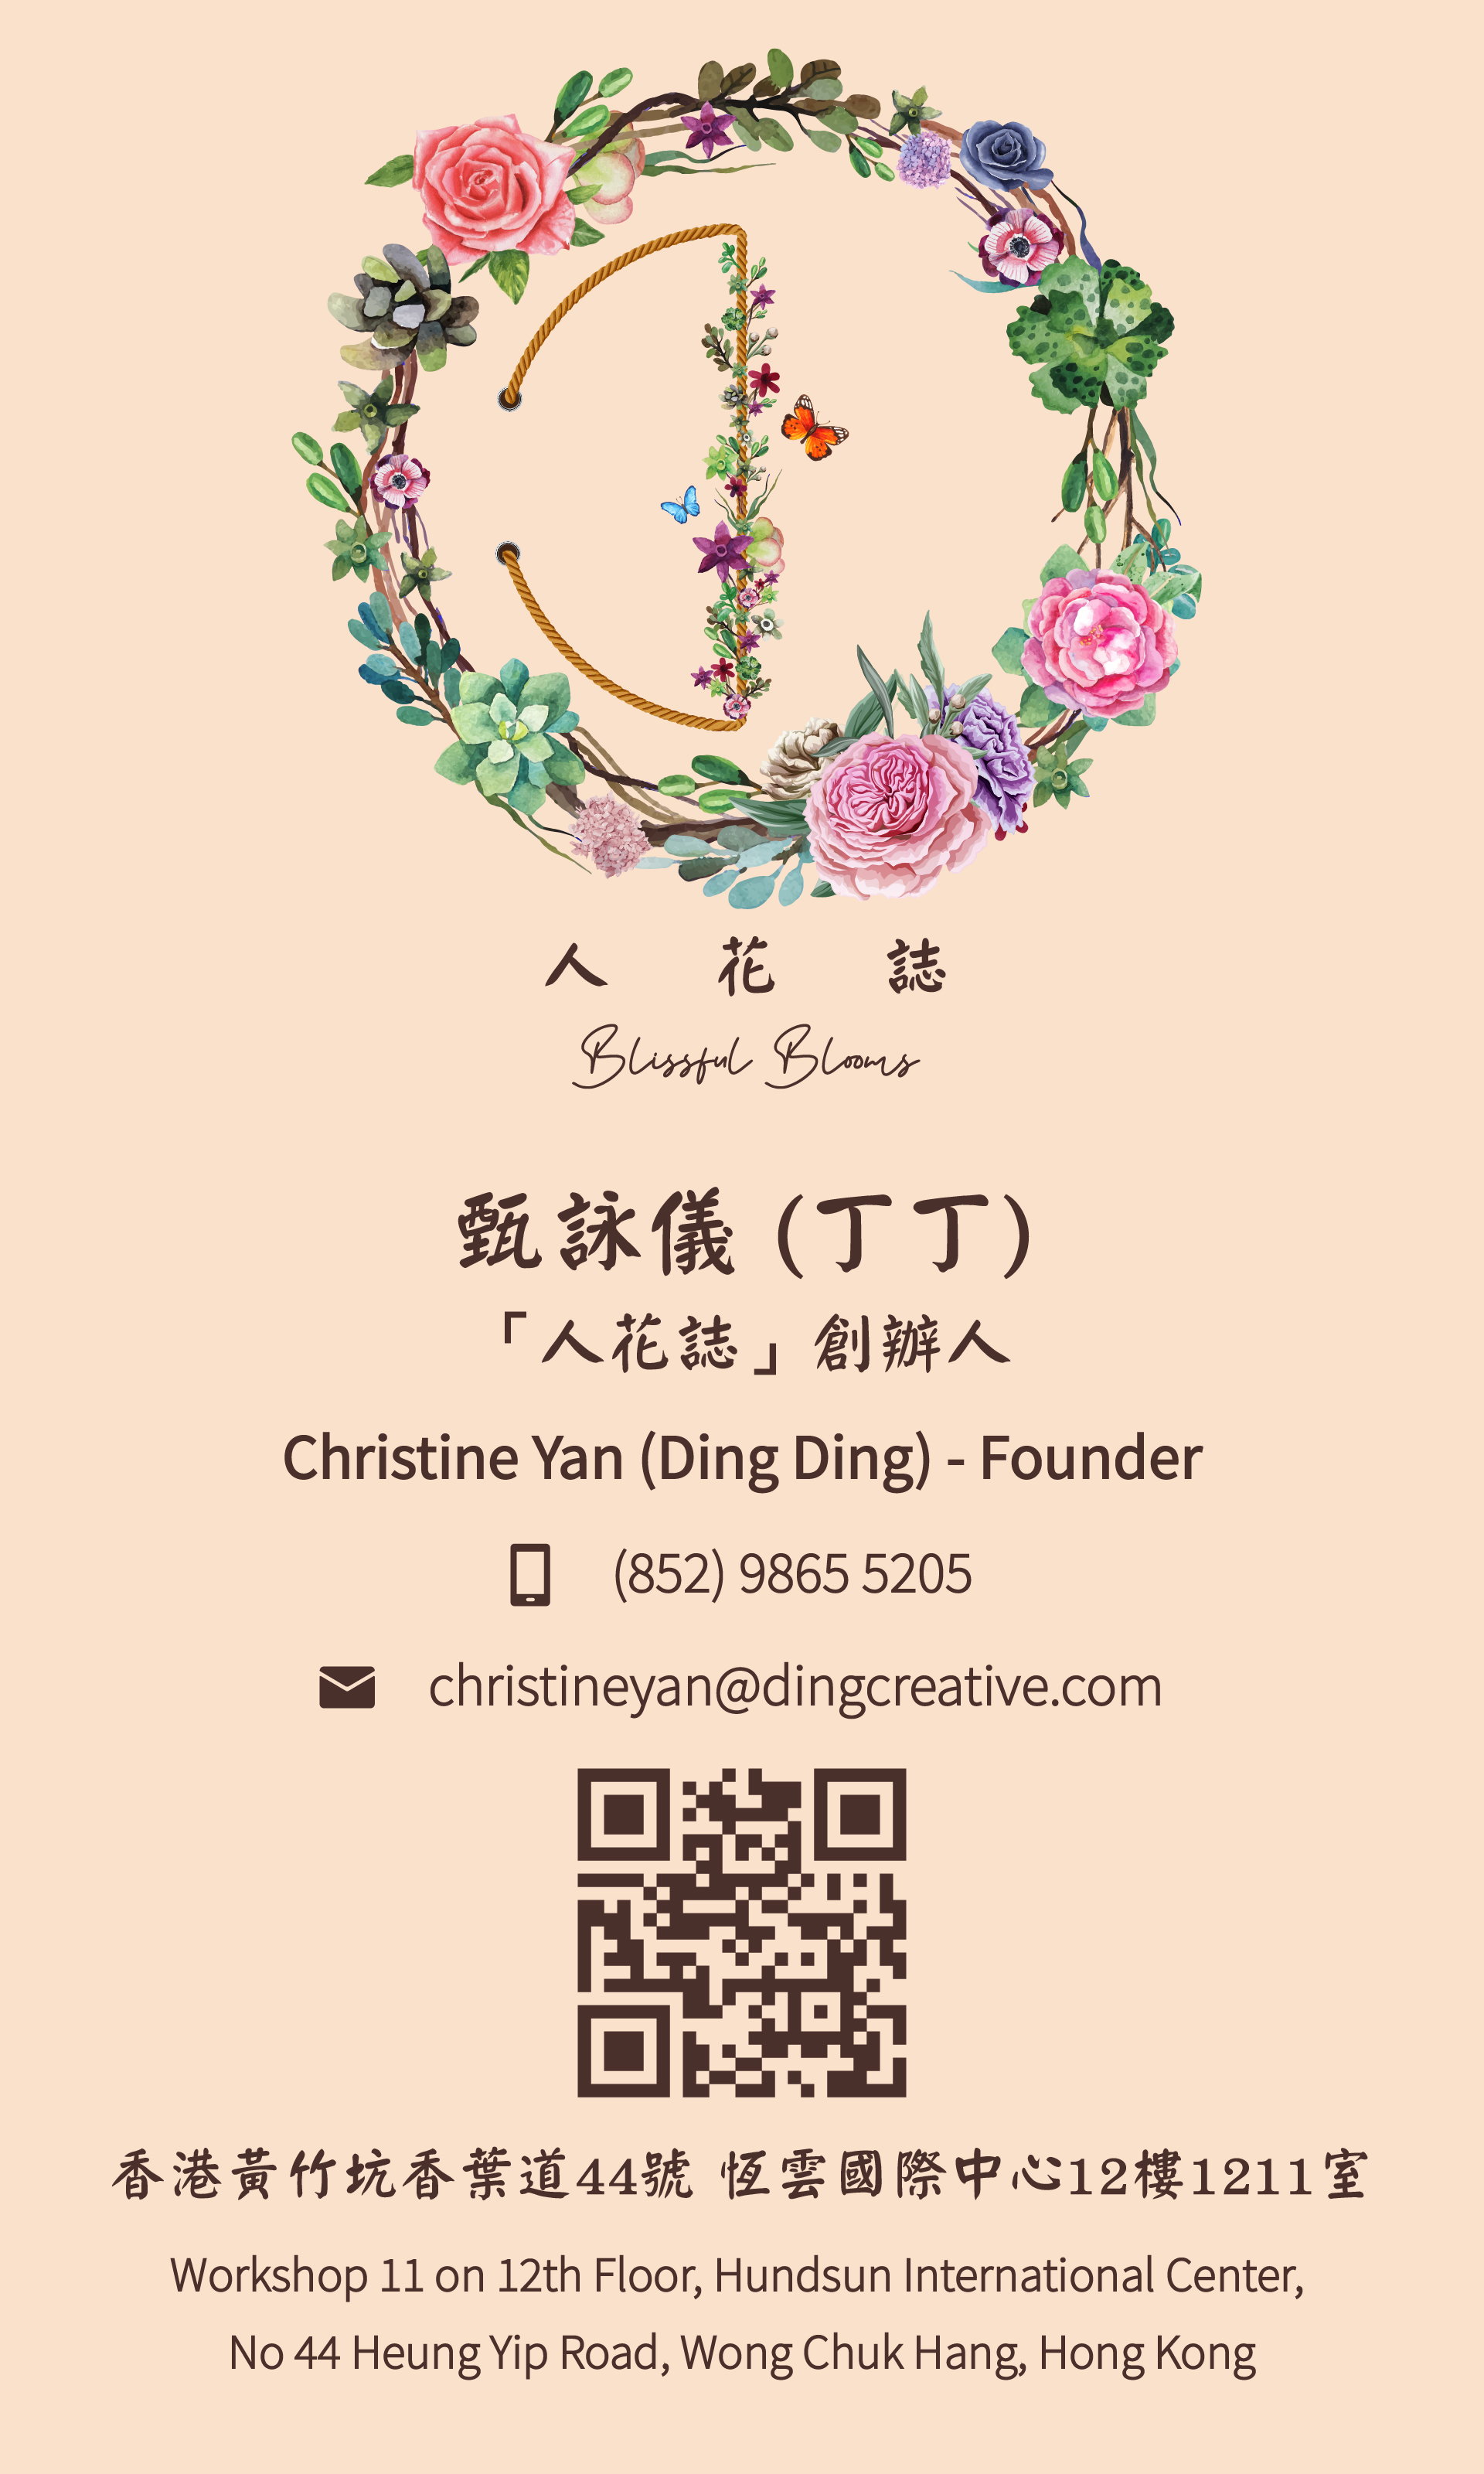 人 花 誌
Blissful Blooms
甄詠儀 (丁丁)
「人花誌」創辦人
Christine Yan (Ding Ding) - Founder
(852) 9865 5205
christineyan@dingcreative.com
香港黃竹坑香葉道44號 恆雲國際中心12樓1211室
Workshop 11 on 12th Floor, Hundsun International Center,
No 44 Heung Yip Road, Wong Chuk Hang, Hong Kong